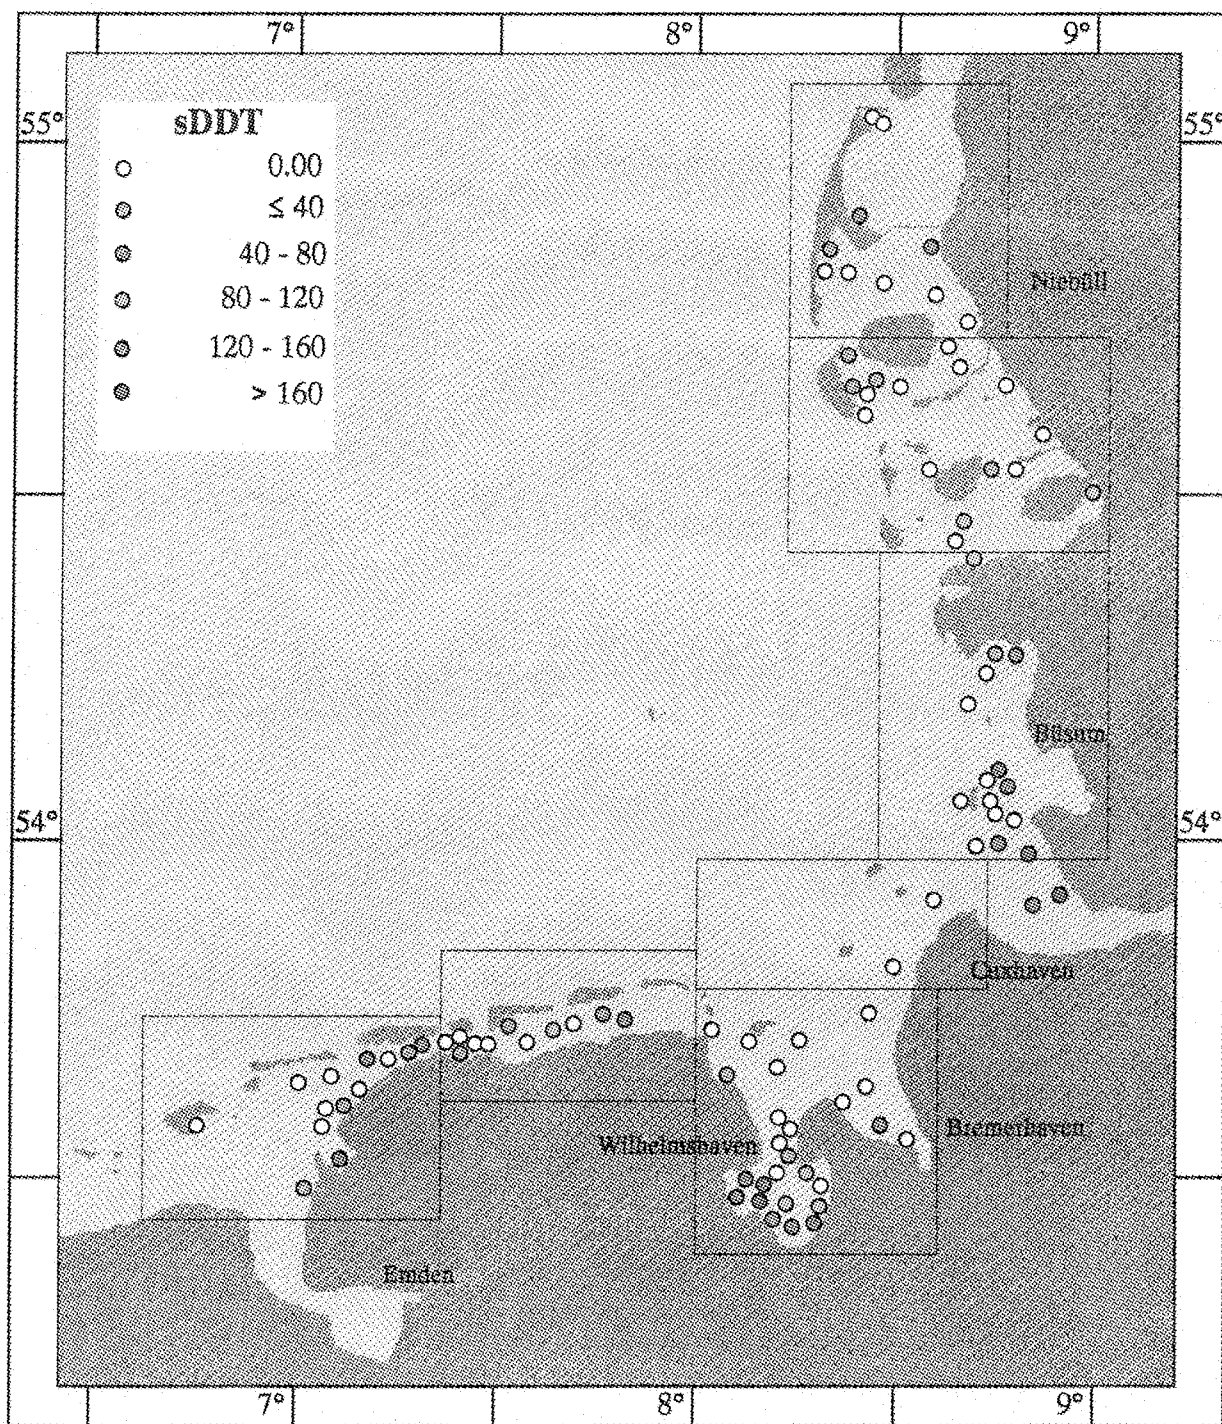 7° 8° 9°
55° 55°
sDDT
0.00
≤ 40
40 - 80
80 - 120
120 - 160
> 160
Niebüll
Büsum
54° 54°
Cuxhaven
Wilhelmshaven Bremerhaven
Emden
7° 8° 9°